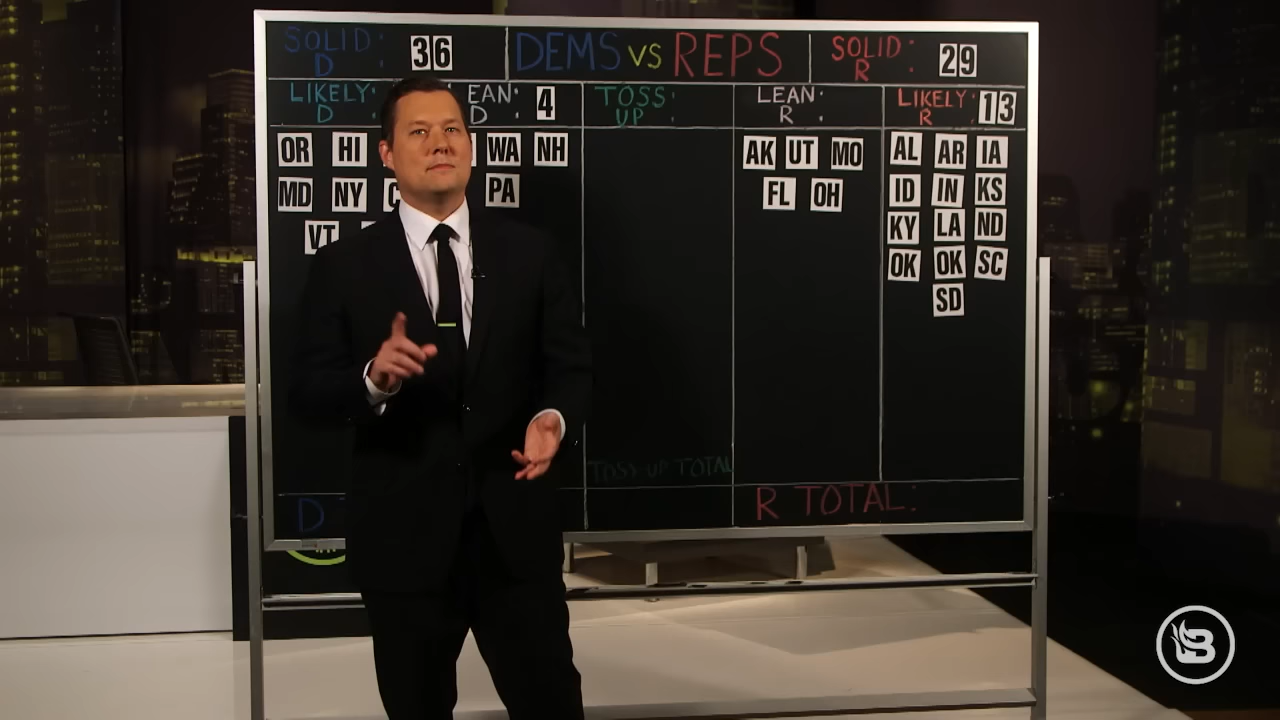 SOLID: D : 36 DEMS VS REPS SOLID: R : 29
LIKELY: D : EAN: D . 4 TOSS: UP . LEAN: R . LIKELY: R . 13
OR HI WA NH AK UT MO AL AR IA
MD NY C PA FL OH ID IN KS
VT KY LA ND
OK OK SC
SD
TOSS-UP TOTAL
D R TOTAL:
B